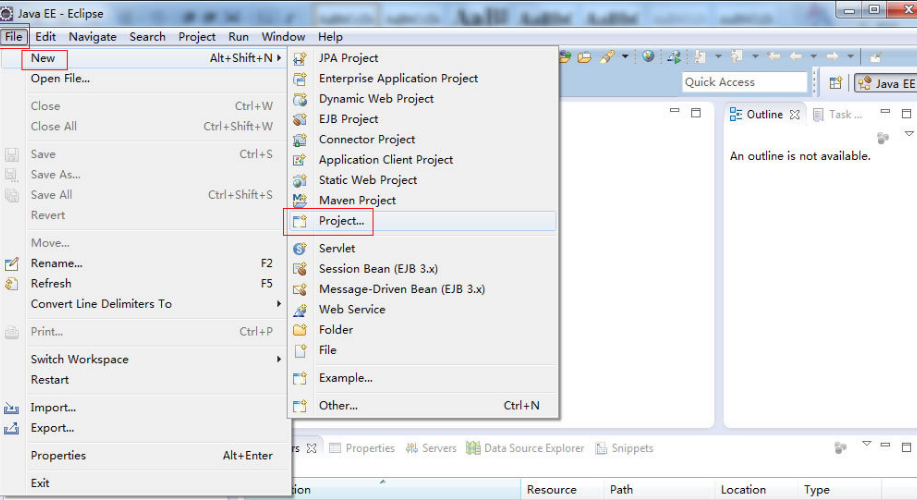 Java EE - Eclipse
File Edit Navigate Search Project Run Window Help
New Alt+Shift+N
Open File...
Close Ctrl+W
Close All Ctrl+Shift+W
Save Ctrl+S
Save As...
Save All Ctrl+Shift+S
Revert
Move...
Rename... F2
Refresh F5
Convert Line Delimiters To
Print... Ctrl+P
Switch Workspace
Restart
Import...
Export...
Properties Alt+Enter
Exit
JPA Project
Enterprise Application Project
Dynamic Web Project
EJB Project
Connector Project
Application Client Project
Static Web Project
Maven Project
Project...
Servlet
Session Bean (EJB 3.x)
Message-Driven Bean (EJB 3.x)
Web Service
Folder
File
Example...
Other... Ctrl+N
Quick Access
Java EE
Outline Task ...
An outline is not available.
rs Properties Servers Data Source Explorer Snippets
ion Resource Path Location Type